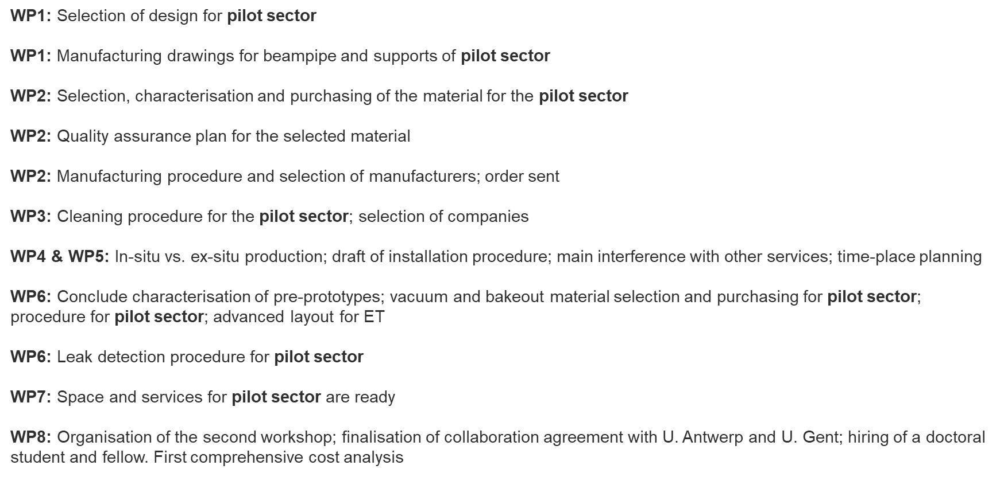 WP1: Selection of design for pilot sector
WP1: Manufacturing drawings for beampipe and supports of pilot sector
WP2: Selection, characterisation and purchasing of the material for the pilot sector
WP2: Quality assurance plan for the selected material
WP2: Manufacturing procedure and selection of manufacturers; order sent
WP3: Cleaning procedure for the pilot sector; selection of companies
WP4 & WP5: In-situ vs. ex-situ production; draft of installation procedure; main interference with other services; time-place planning
WP6: Conclude characterisation of pre-prototypes; vacuum and bakeout material selection and purchasing for pilot sector;
procedure for pilot sector; advanced layout for ET
WP6: Leak detection procedure for pilot sector
WP7: Space and services for pilot sector are ready
WP8: Organisation of the second workshop; finalisation of collaboration agreement with U. Antwerp and U. Gent; hiring of a doctoral
student and fellow. First comprehensive cost analysis